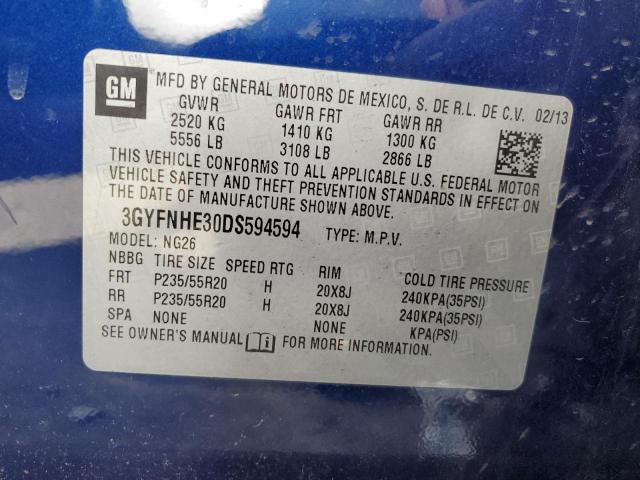 GM
MFD BY GENERAL MOTORS DE MEXICO, S. DE R.L. DE C.V. 02/13
GVWR GAWR FRT GAWR RR
2520 KG 1410 KG 1300 KG
5556 LB 3108 LB 2866 LB
THIS VEHICLE CONFORMS TO ALL APPLICABLE U.S. FEDERAL MOTOR
VEHICLE SAFETY AND THEFT PREVENTION STANDARDS IN EFFECT ON
THE DATE OF MANUFACTURE SHOWN ABOVE.
3GYFNHE30DS594594 TYPE: M.P.V.
MODEL: NG26
NBBG TIRE SIZE SPEED RTG RIM COLD TIRE PRESSURE
FRT P235/55R20 H 20X8J 240KPA(35PSI)
RR P235/55R20 H 20X8J 240KPA(35PSI)
SPA NONE NONE KPA(PSI)
SEE OWNER'S MANUAL FOR MORE INFORMATION.